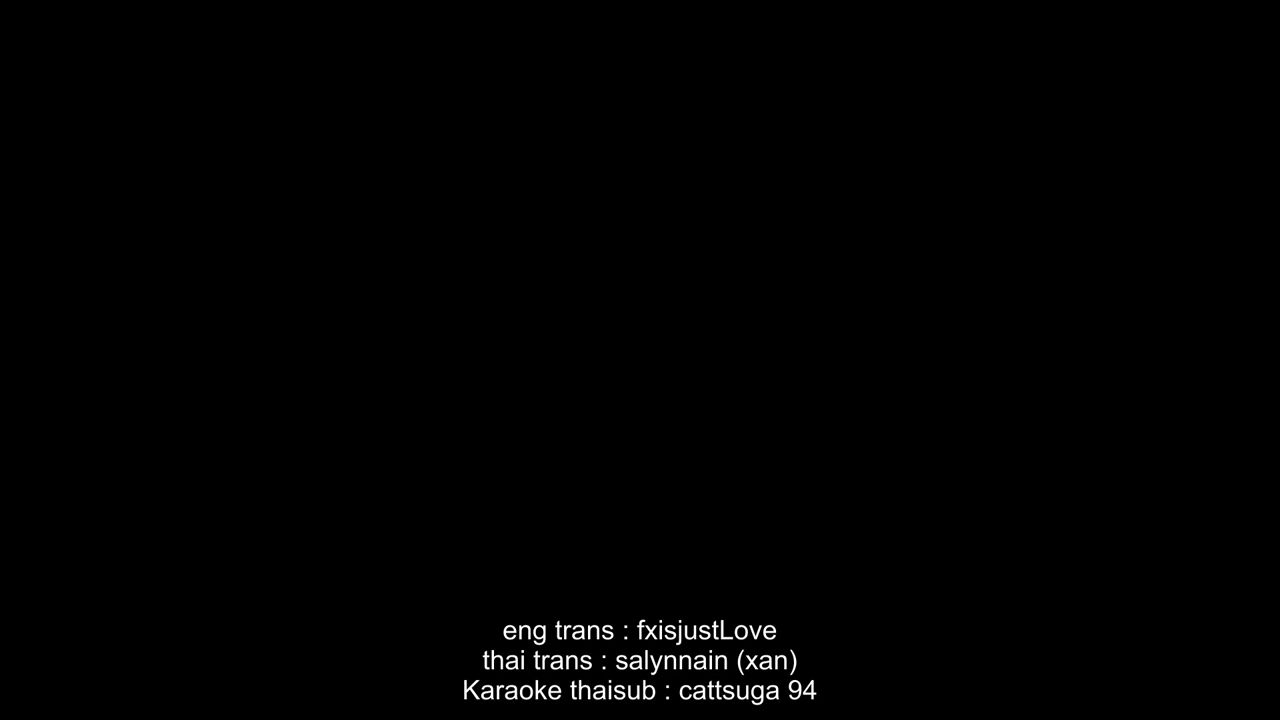 eng trans : fxisjustLove
thai trans : salynnain (xan)
Karaoke thaisub : cattsuga 94